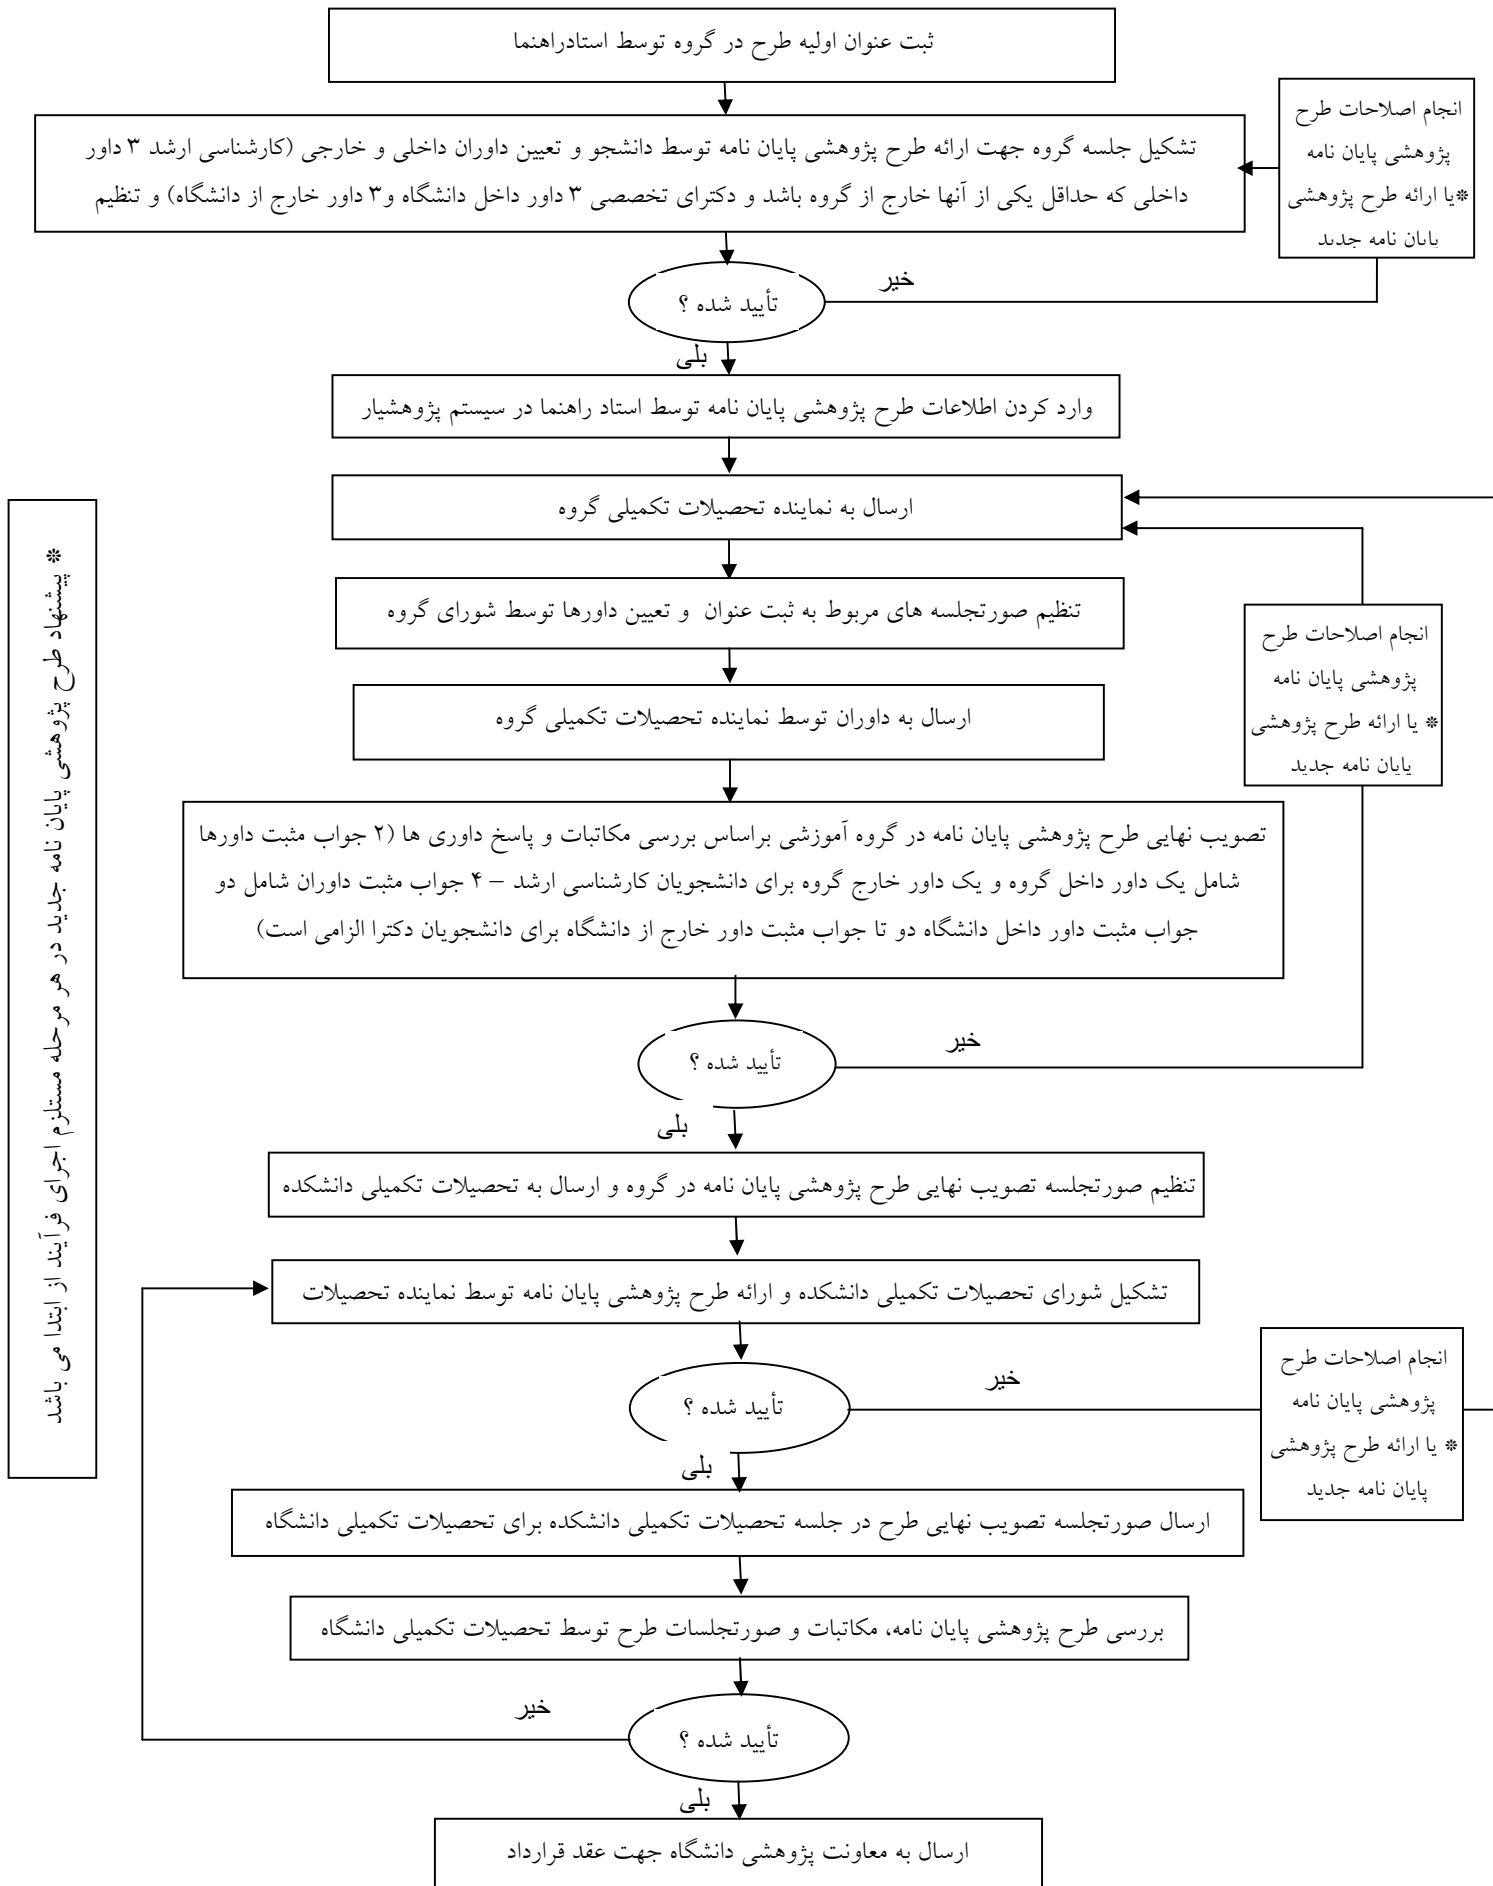 ثبت عنوان اولیه طرح در گروه توسط استادراهنما
تشکیل جلسه گروه جهت ارائه طرح پژوهشی پایان نامه توسط دانشجو و تعیین داوران داخلی و خارجی (کارشناسی ارشد ۳ داور
داخلی که حداقل یکی از آنها خارج از گروه باشد و دکترای تخصصی ۳ داور داخل دانشگاه و۳ داور خارج از دانشگاه) و تنظیم
انجام اصلاحات طرح
پژوهشی پایان نامه
*یا ارائه طرح پژوهشی
پایان نامه جدید
تأیید شده ؟
خیر
بلی
وارد کردن اطلاعات طرح پژوهشی پایان نامه توسط استاد راهنما در سیستم پژوهشیار
ارسال به نماینده تحصیلات تکمیلی گروه
تنظیم صورتجلسه های مربوط به ثبت عنوان و تعیین داورها توسط شورای گروه
ارسال به داوران توسط نماینده تحصیلات تکمیلی گروه
انجام اصلاحات طرح
پژوهشی پایان نامه
* یا ارائه طرح پژوهشی
پایان نامه جدید
تصویب نهایی طرح پژوهشی پایان نامه در گروه آموزشی براساس بررسی مکاتبات و پاسخ داوری ها (۲ جواب مثبت داورها
شامل یک داور داخل گروه و یک داور خارج گروه برای دانشجویان کارشناسی ارشد – ۴ جواب مثبت داوران شامل دو
جواب مثبت داور داخل دانشگاه دو تا جواب مثبت داور خارج از دانشگاه برای دانشجویان دکترا الزامی است)
تأیید شده ؟
خیر
بلی
تنظیم صورتجلسه تصویب نهایی طرح پژوهشی پایان نامه در گروه و ارسال به تحصیلات تکمیلی دانشکده
تشکیل شورای تحصیلات تکمیلی دانشکده و ارائه طرح پژوهشی پایان نامه توسط نماینده تحصیلات
تأیید شده ؟
خیر
بلی
انجام اصلاحات طرح
پژوهشی پایان نامه
* یا ارائه طرح پژوهشی
پایان نامه جدید
ارسال صورتجلسه تصویب نهایی طرح در جلسه تحصیلات تکمیلی دانشکده برای تحصیلات تکمیلی دانشگاه
بررسی طرح پژوهشی پایان نامه، مکاتبات و صورتجلسات طرح توسط تحصیلات تکمیلی دانشگاه
تأیید شده ؟
خیر
بلی
ارسال به معاونت پژوهشی دانشگاه جهت عقد قرارداد
* پیشنهاد طرح پژوهشی پایان نامه جدید در هر مرحله مستلزم اجرای فرآیند از ابتدا می باشد